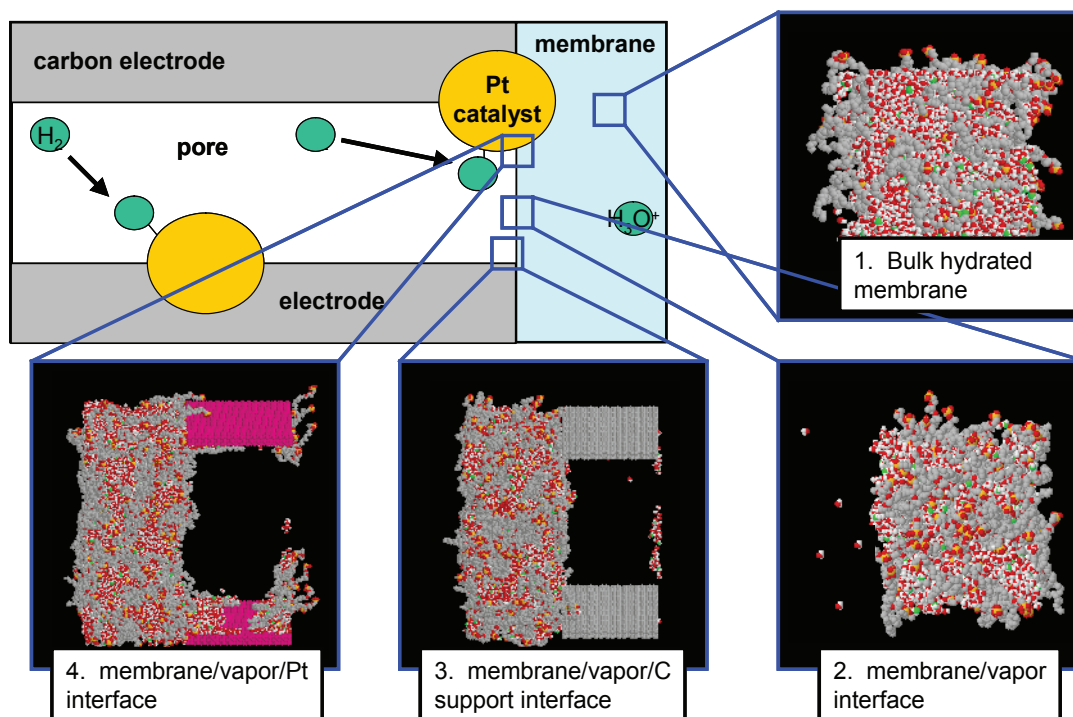 carbon electrode
membrane
Pt
catalyst
H2
pore
H3O+
electrode
1. Bulk hydrated
membrane
4. membrane/vapor/Pt
interface
3. membrane/vapor/C
support interface
2. membrane/vapor
interface